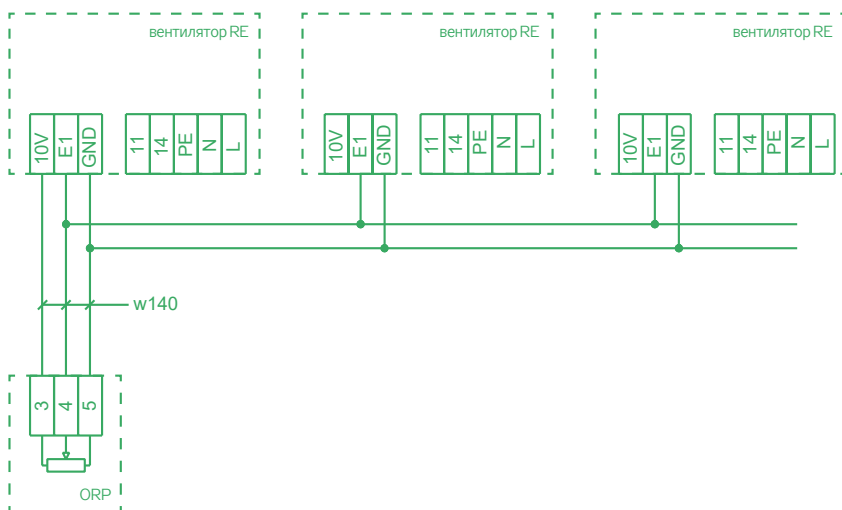 вентилятор RE
вентилятор RE
вентилятор RE
10V E1 GND 11 14 PE N L
10V E1 GND 11 14 PE N L
10V E1 GND 11 14 PE N L
w140
3 4 5
ORP